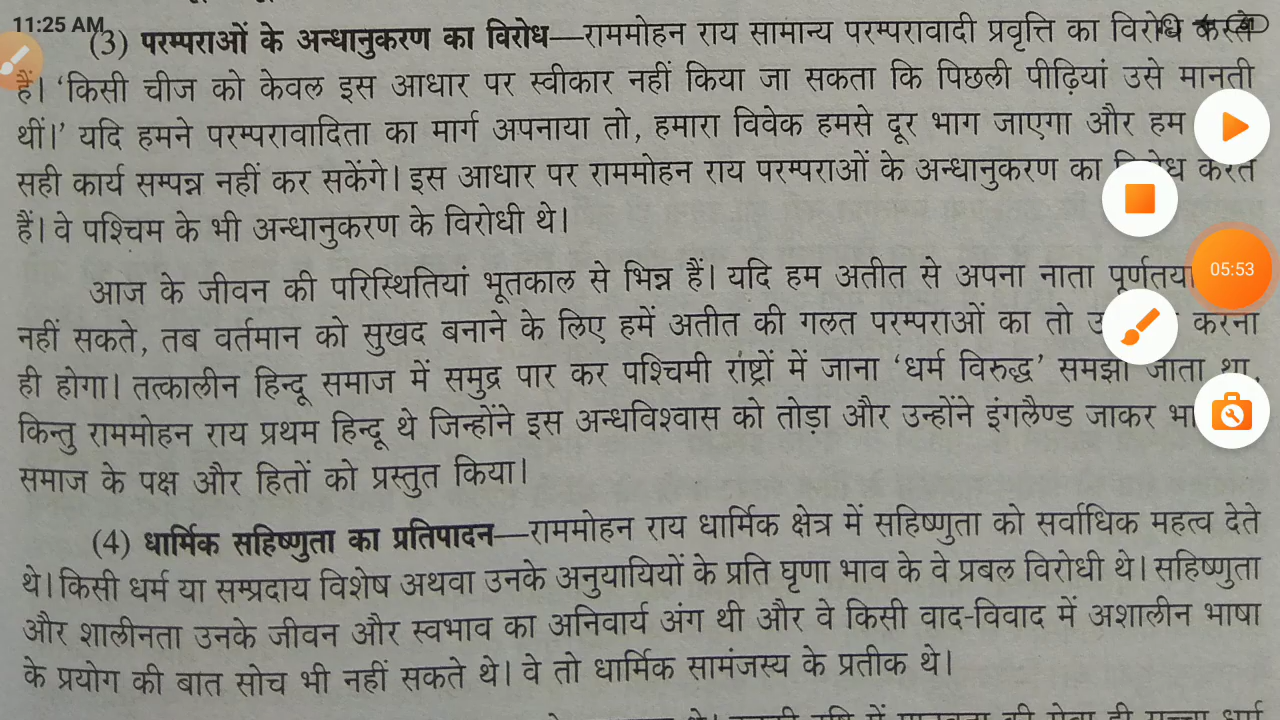 11:25 AM
(3) परम्पराओं के अन्धानुकरण का विरोध—राममोहन राय सामान्य परम्परावादी प्रवृत्ति का विरोध करते
हैं। ‘किसी चीज को केवल इस आधार पर स्वीकार नहीं किया जा सकता कि पिछली पीढ़ियां उसे मानती
थीं।’ यदि हमने परम्परावादिता का मार्ग अपनाया तो, हमारा विवेक हमसे दूर भाग जाएगा और हम
सही कार्य सम्पन्न नहीं कर सकेंगे। इस आधार पर राममोहन राय परम्पराओं के अन्धानुकरण का विरोध करते
हैं। वे पश्चिम के भी अन्धानुकरण के विरोधी थे।
05:53
आज के जीवन की परिस्थितियां भूतकाल से भिन्न हैं। यदि हम अतीत से अपना नाता पूर्णतया
नहीं सकते, तब वर्तमान को सुखद बनाने के लिए हमें अतीत की गलत परम्पराओं का तो करना
ही होगा। तत्कालीन हिन्दू समाज में समुद्र पार कर पश्चिमी राष्ट्रों में जाना ‘धर्म विरुद्ध’ समझा जाता था,
किन्तु राममोहन राय प्रथम हिन्दू थे जिन्होंने इस अन्धविश्वास को तोड़ा और उन्होंने इंगलैण्ड जाकर
समाज के पक्ष और हितों को प्रस्तुत किया।
(4) धार्मिक सहिष्णुता का प्रतिपादन—राममोहन राय धार्मिक क्षेत्र में सहिष्णुता को सर्वाधिक महत्व देते
थे। किसी धर्म या सम्प्रदाय विशेष अथवा उनके अनुयायियों के प्रति घृणा भाव के वे प्रबल विरोधी थे। सहिष्णुता
और शालीनता उनके जीवन और स्वभाव का अनिवार्य अंग थी और वे किसी वाद-विवाद में अशालीन भाषा
के प्रयोग की बात सोच भी नहीं सकते थे। वे तो धार्मिक सामंजस्य के प्रतीक थे।